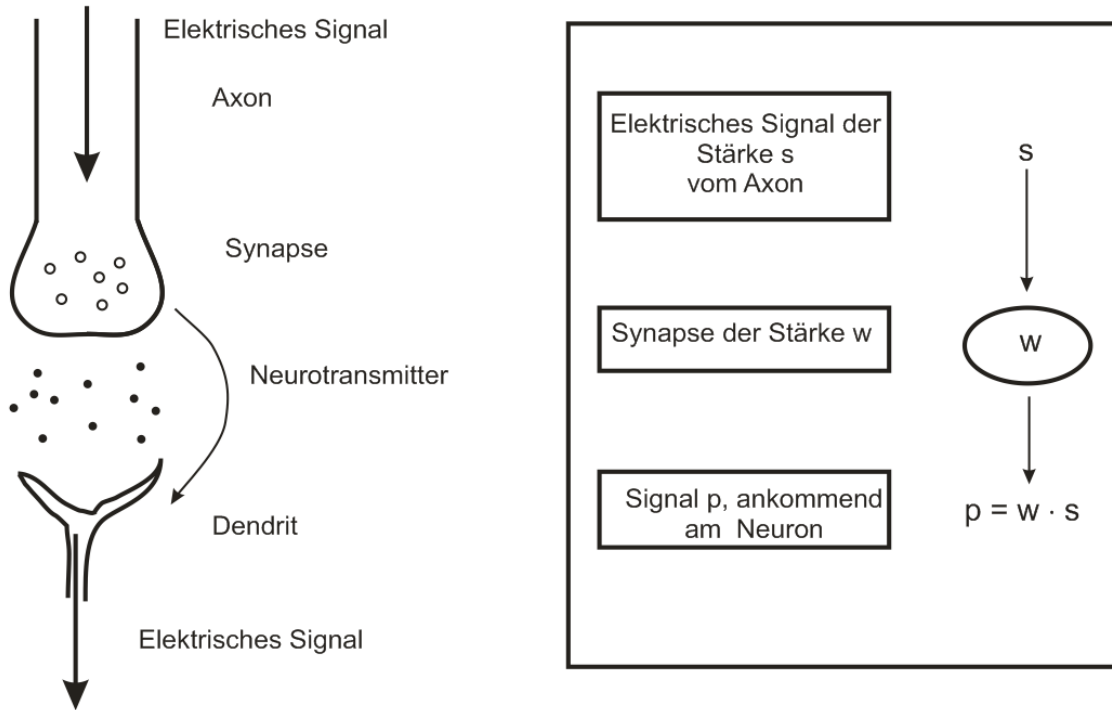 Elektrisches Signal
Axon
Synapse
Neurotransmitter
Dendrit
Elektrisches Signal
Elektrisches Signal der
Stärke s
vom Axon
s
Synapse der Stärke w
w
Signal p, ankommend
am Neuron
p = w · s